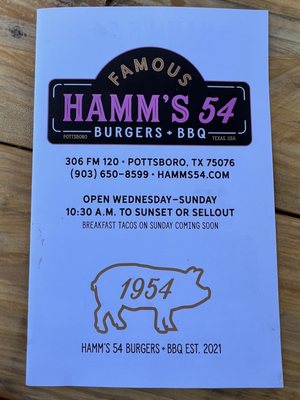 FAMOUS
HAMM'S 54
POTTSBORO TEXAS, USA
BURGERS + BBQ
306 FM 120 • POTTSBORO, TX 75076
(903) 650-8599 • HAMMS54.COM
OPEN WEDNESDAY–SUNDAY
10:30 A.M. TO SUNSET OR SELLOUT
BREAKFAST TACOS ON SUNDAY COMING SOON
1954
HAMM'S 54 BURGERS + BBQ EST. 2021